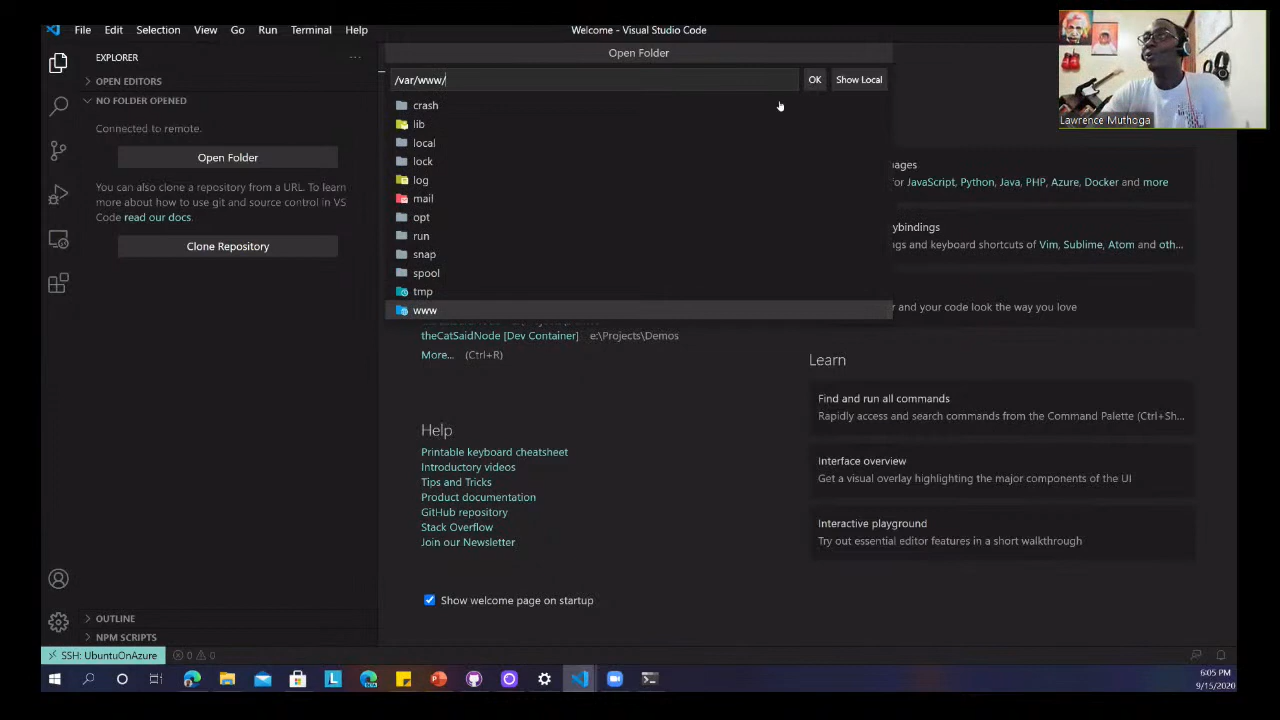 File Edit Selection View Go Run Terminal Help
Welcome - Visual Studio Code
EXPLORER
OPEN EDITORS
NO FOLDER OPENED
Connected to remote.
Open Folder
You can also clone a repository from a URL. To learn
more about how to use git and source control in VS
Code read our docs.
Clone Repository
Open Folder
/var/www/
OK
Show Local
crash
lib
local
lock
log
mail
opt
run
snap
spool
tmp
www
theCatSaidNode [Dev Container] e:\Projects\Demos
More... (Ctrl+R)
Help
Printable keyboard cheatsheet
Introductory videos
Tips and Tricks
Product documentation
GitHub repository
Stack Overflow
Join our Newsletter
Show welcome page on startup
ages
for JavaScript, Python, Java, PHP, Azure, Docker and more
ybindings
ngs and keyboard shortcuts of Vim, Sublime, Atom and oth...
r and your code look the way you love
Learn
Find and run all commands
Rapidly access and search commands from the Command Palette (Ctrl+Sh...
Interface overview
Get a visual overlay highlighting the major components of the UI
Interactive playground
Try out essential editor features in a short walkthrough
Lawrence Muthoga
OUTLINE
NPM SCRIPTS
SSH: UbuntuOnAzure
0
0
BETA
6:05 PM
9/15/2020